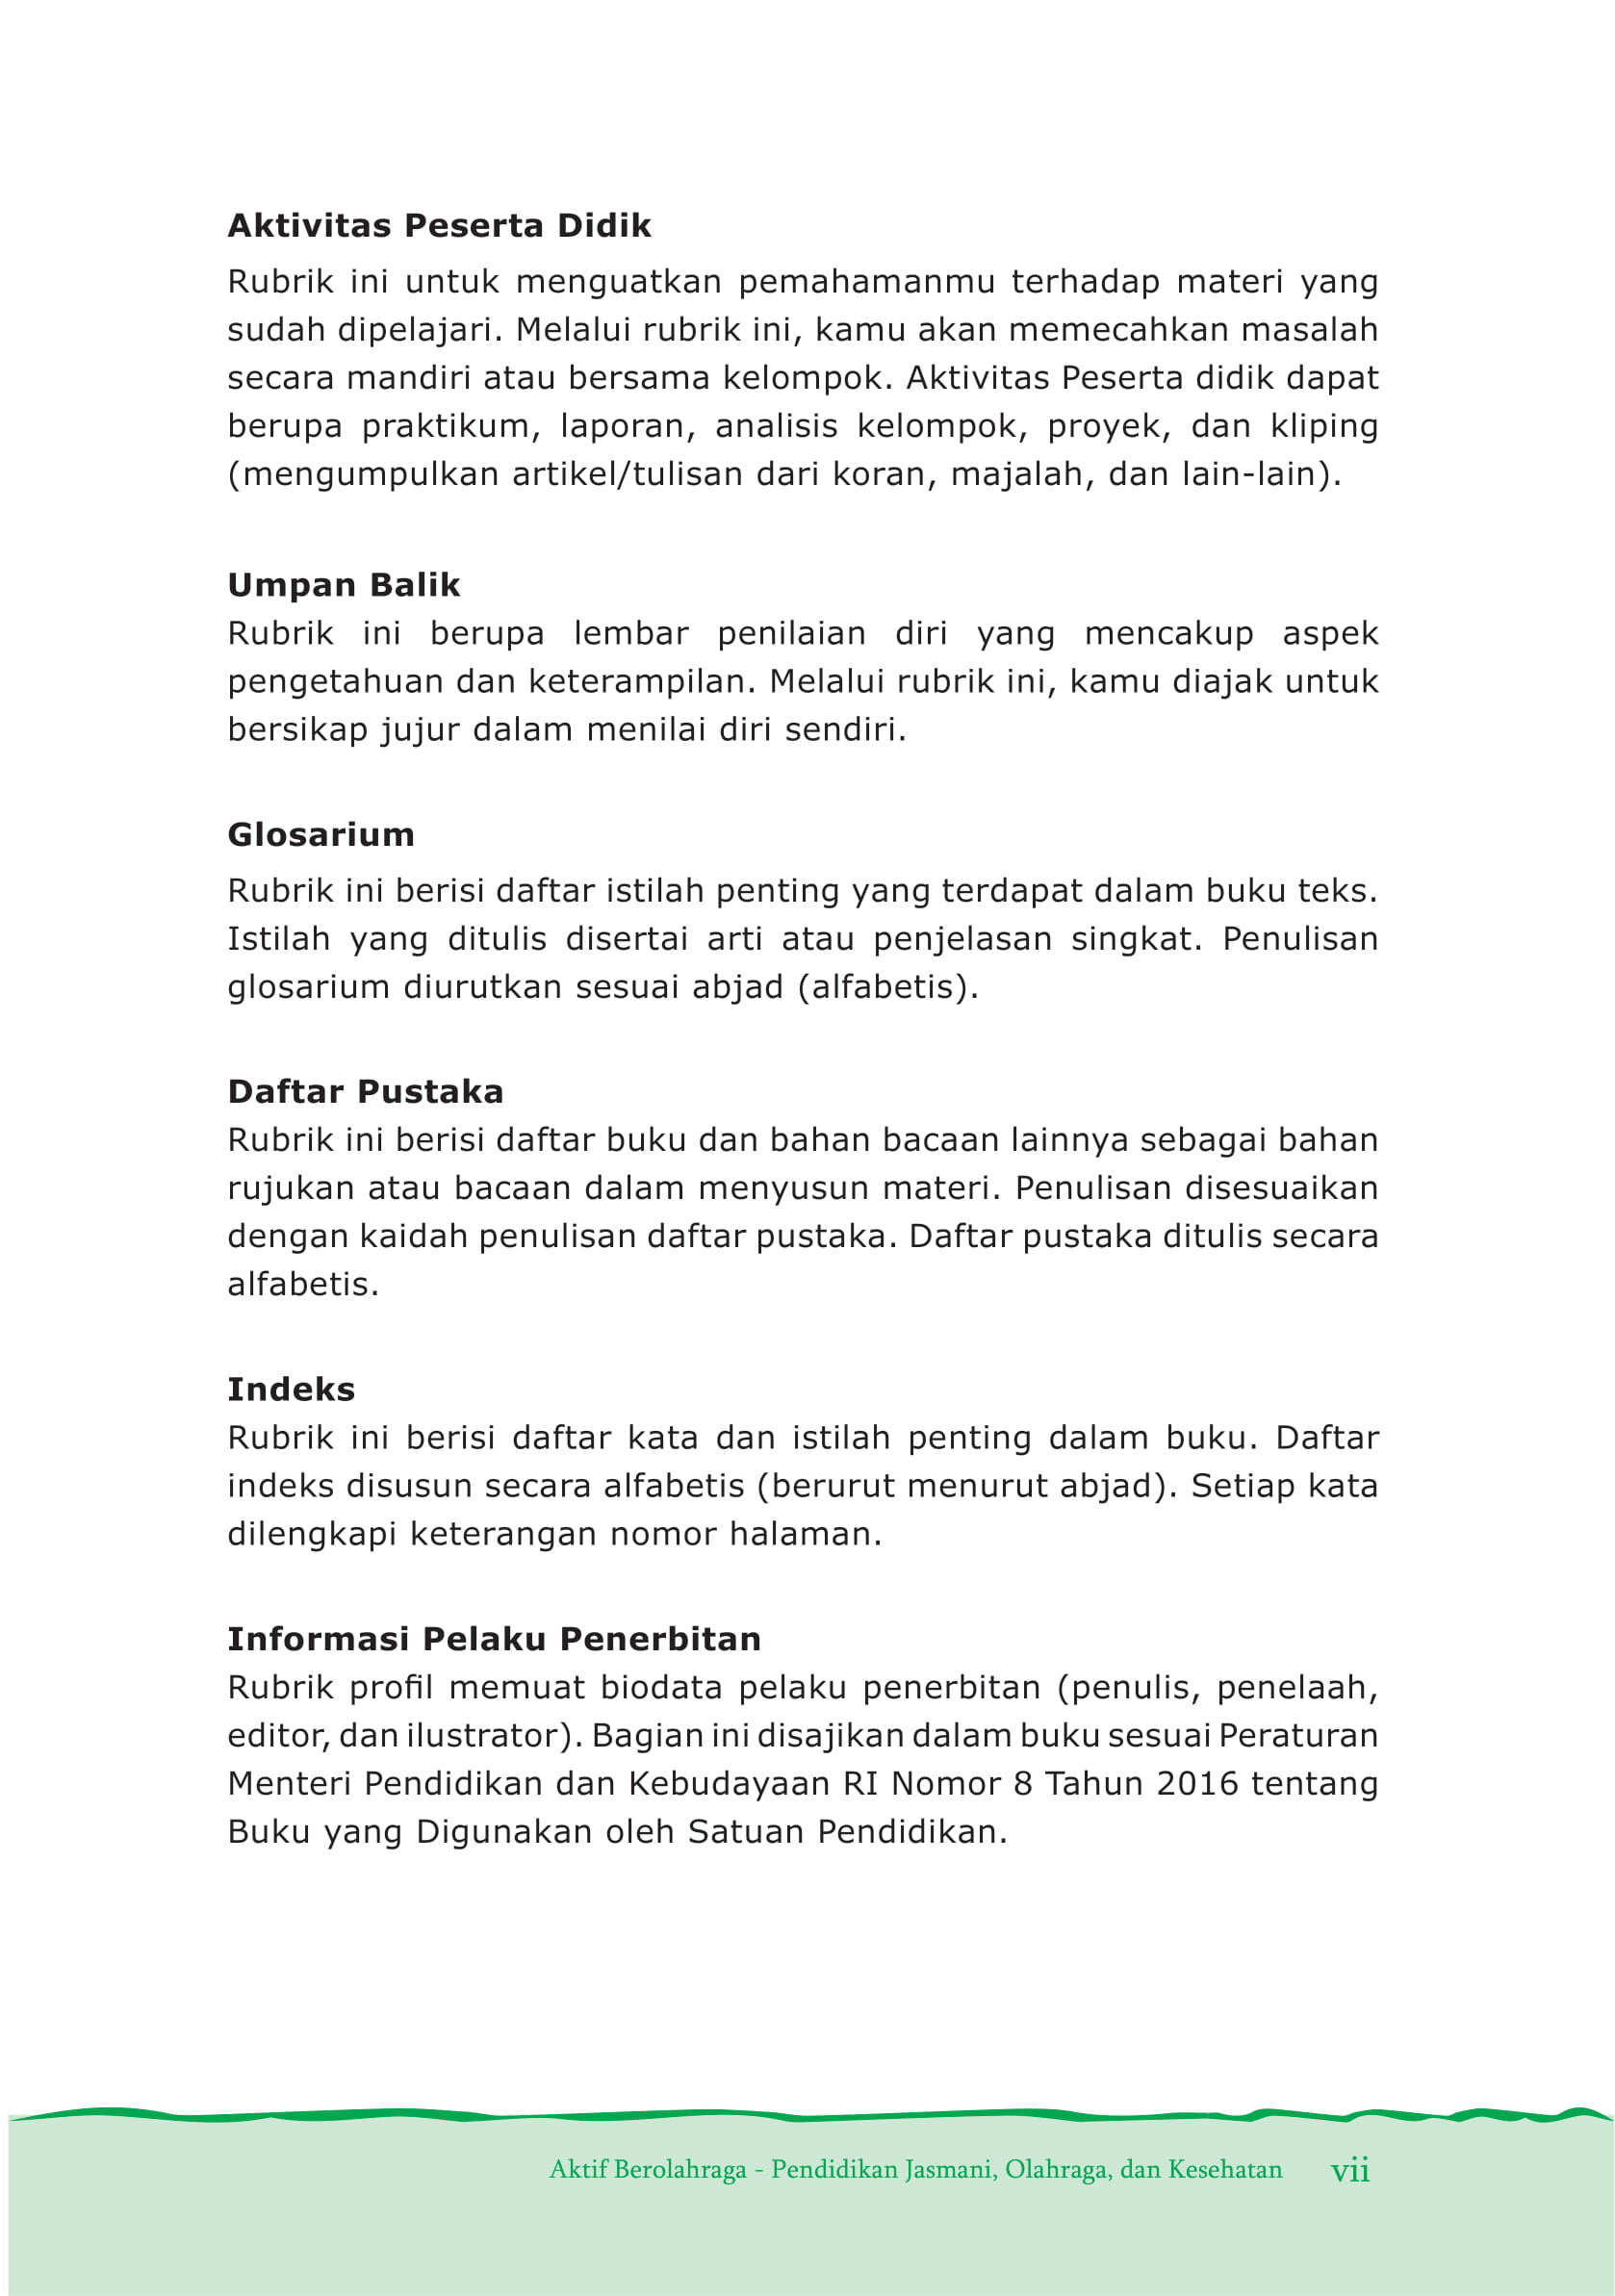 Aktivitas Peserta Didik
Rubrik ini untuk menguatkan pemahamanmu terhadap materi yang
sudah dipelajari. Melalui rubrik ini, kamu akan memecahkan masalah
secara mandiri atau bersama kelompok. Aktivitas Peserta didik dapat
berupa praktikum, laporan, analisis kelompok, proyek, dan kliping
(mengumpulkan artikel/tulisan dari koran, majalah, dan lain-lain).
Umpan Balik
Rubrik ini berupa lembar penilaian diri yang mencakup aspek
pengetahuan dan keterampilan. Melalui rubrik ini, kamu diajak untuk
bersikap jujur dalam menilai diri sendiri.
Glosarium
Rubrik ini berisi daftar istilah penting yang terdapat dalam buku teks.
Istilah yang ditulis disertai arti atau penjelasan singkat. Penulisan
glosarium diurutkan sesuai abjad (alfabetis).
Daftar Pustaka
Rubrik ini berisi daftar buku dan bahan bacaan lainnya sebagai bahan
rujukan atau bacaan dalam menyusun materi. Penulisan disesuaikan
dengan kaidah penulisan daftar pustaka. Daftar pustaka ditulis secara
alfabetis.
Indeks
Rubrik ini berisi daftar kata dan istilah penting dalam buku. Daftar
indeks disusun secara alfabetis (berurut menurut abjad). Setiap kata
dilengkapi keterangan nomor halaman.
Informasi Pelaku Penerbitan
Rubrik profil memuat biodata pelaku penerbitan (penulis, penelaah,
editor, dan ilustrator). Bagian ini disajikan dalam buku sesuai Peraturan
Menteri Pendidikan dan Kebudayaan RI Nomor 8 Tahun 2016 tentang
Buku yang Digunakan oleh Satuan Pendidikan.
Aktif Berolahraga - Pendidikan Jasmani, Olahraga, dan Kesehatan vii